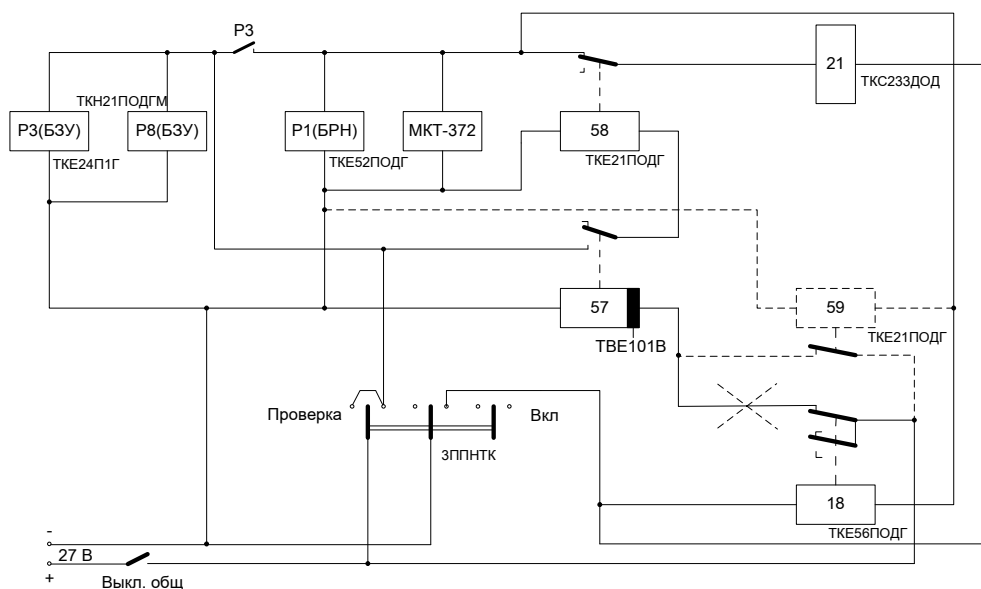 Р3
21
ТКС233ДОД
ТКН21ПОДГМ
Р3(БЗУ)
Р8(БЗУ)
Р1(БРН)
МКТ-372
58
ТКЕ24П1Г
ТКЕ52ПОДГ
ТКЕ21ПОДГ
57
59
ТВЕ101В
ТКЕ21ПОДГ
Проверка
Вкл
3ППНТК
18
ТКЕ56ПОДГ
-
27 В
+
Выкл. общ